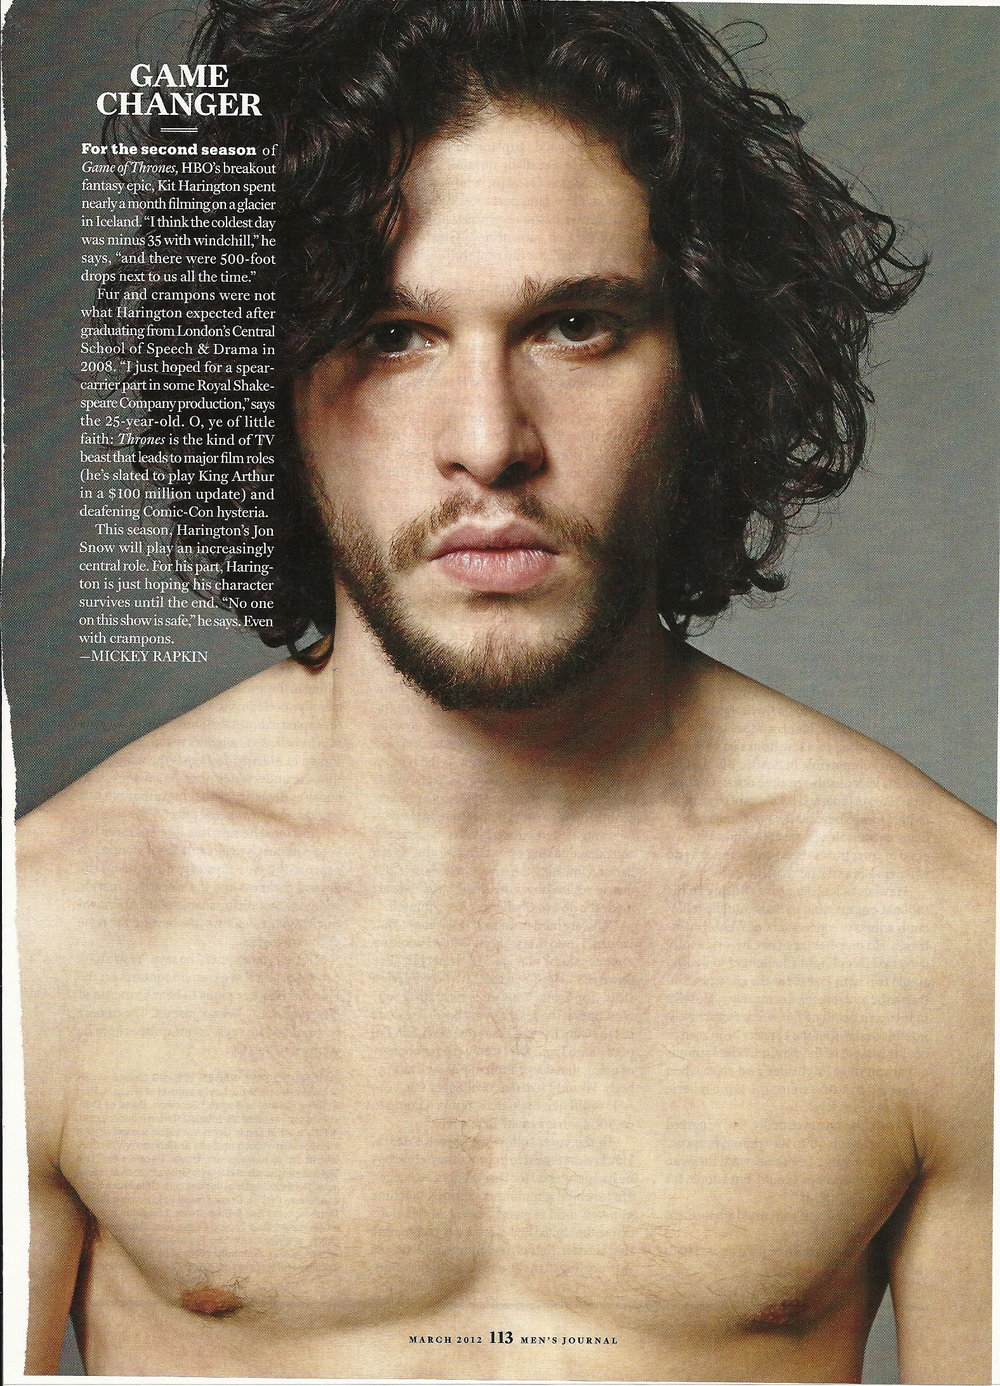 GAME
CHANGER
For the second season of
Game of Thrones, HBO's breakout
fantasy epic, Kit Harington spent
nearly a month filming on a glacier
in Iceland. “I think the coldest day
was minus 35 with windchill,” he
says, “and there were 500-foot
drops next to us all the time.”
Fur and crampons were not
what Harington expected after
graduating from London's Central
School of Speech & Drama in
2008. “I just hoped for a spear-
carrier part in some Royal Shake-
speare Company production,” says
the 25-year-old. O, ye of little
faith: Thrones is the kind of TV
beast that leads to major film roles
(he's slated to play King Arthur
in a $100 million update) and
deafening Comic-Con hysteria.
This season, Harington's Jon
Snow will play an increasingly
central role. For his part, Haring-
ton is just hoping his character
survives until the end. “No one
on this show is safe,” he says. Even
with crampons.
—MICKEY RAPKIN
MARCH 2012 113 MEN'S JOURNAL